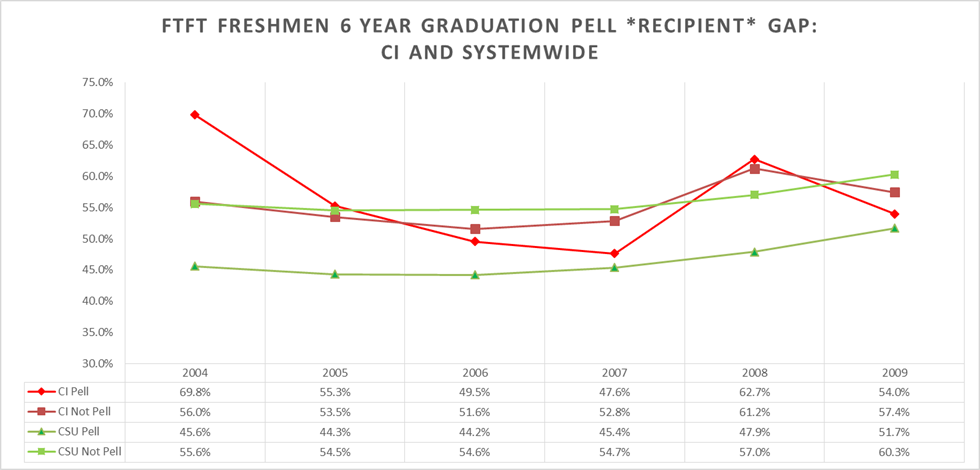 FTFT FRESHMEN 6 YEAR GRADUATION PELL *RECIPIENT* GAP:
CI AND SYSTEMWIDE
75.0%
70.0%
65.0%
60.0%
55.0%
50.0%
45.0%
40.0%
35.0%
30.0%
2004 2005 2006 2007 2008 2009
CI Pell 69.8% 55.3% 49.5% 47.6% 62.7% 54.0%
CI Not Pell 56.0% 53.5% 51.6% 52.8% 61.2% 57.4%
CSU Pell 45.6% 44.3% 44.2% 45.4% 47.9% 51.7%
CSU Not Pell 55.6% 54.5% 54.6% 54.7% 57.0% 60.3%